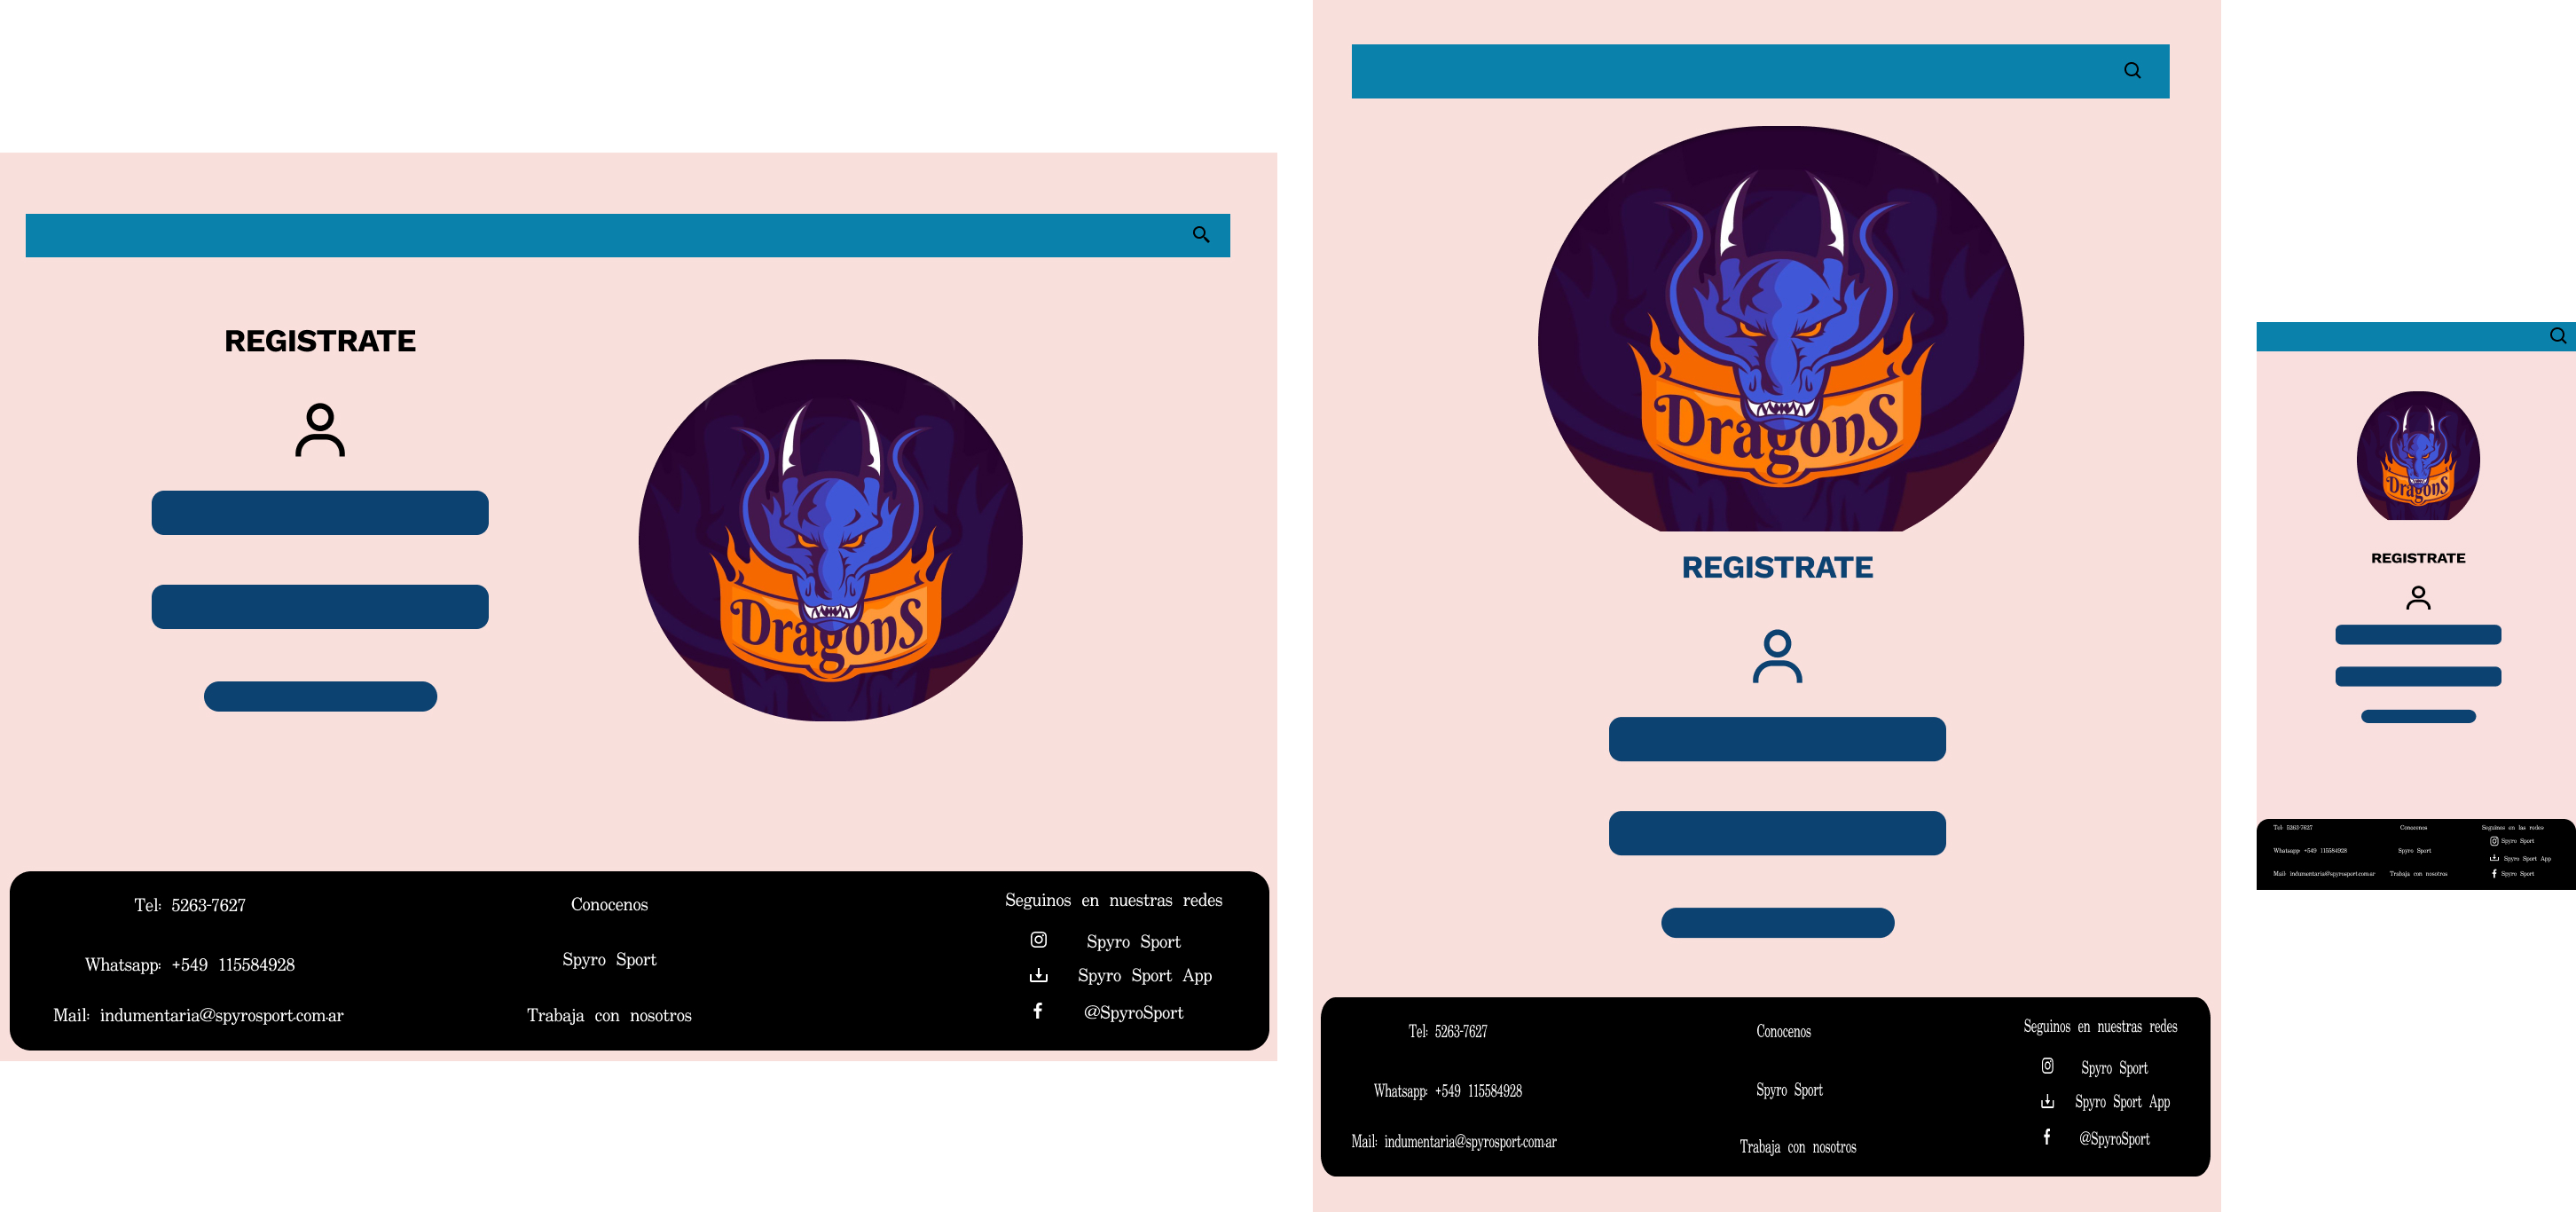 REGISTRATE
Dragons
Tel: 5263-7627
Whatsapp: +549 115584928
Mail: indumentaria@spyrosport.com.ar
Conocenos
Spyro Sport
Trabaja con nosotros
Seguinos en nuestras redes
Spyro Sport
Spyro Sport App
@SpyroSport
Dragons
REGISTRATE
Tel: 5263-7627
Whatsapp: +549 115584928
Mail: indumentaria@spyrosport.com.ar
Conocenos
Spyro Sport
Trabaja con nosotros
Seguinos en nuestras redes
Spyro Sport
Spyro Sport App
@SpyroSport
Dragons
REGISTRATE
Tel: 5263-7627
Whatsapp: +549 115584928
Mail: indumentaria@spyrosport.com.ar
Conocenos
Spyro Sport
Trabaja con nosotros
Seguinos en las redes
Spyro Sport
Spyro Sport App
Spyro Sport